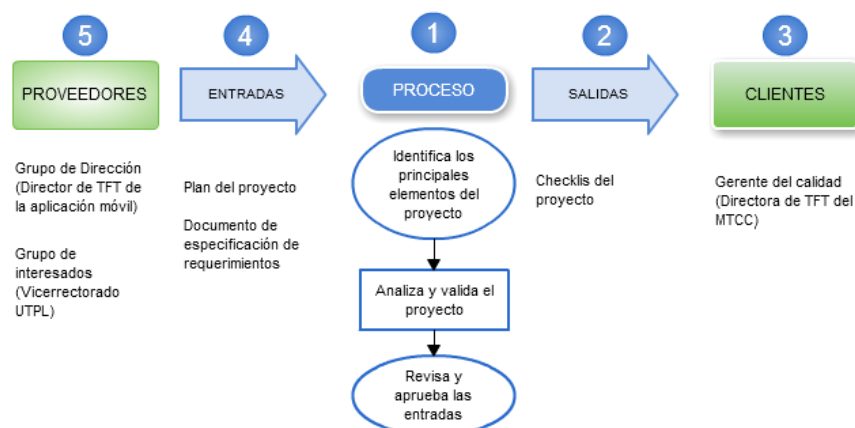 5
4
1
2
3
PROVEEDORES
ENTRADAS
PROCESO
SALIDAS
CLIENTES
Grupo de Dirección
(Director de TFT de
la aplicación móvil)
Grupo de
interesados
(Vicerrectorado
UTPL)
Plan del proyecto
Documento de
especificación de
requerimientos
Identifica los
principales
elementos del
proyecto
Analiza y valida el
proyecto
Revisa y
aprueba las
entradas
Checklis del
proyecto
Gerente del calidad
(Directora de TFT del
MTCC)